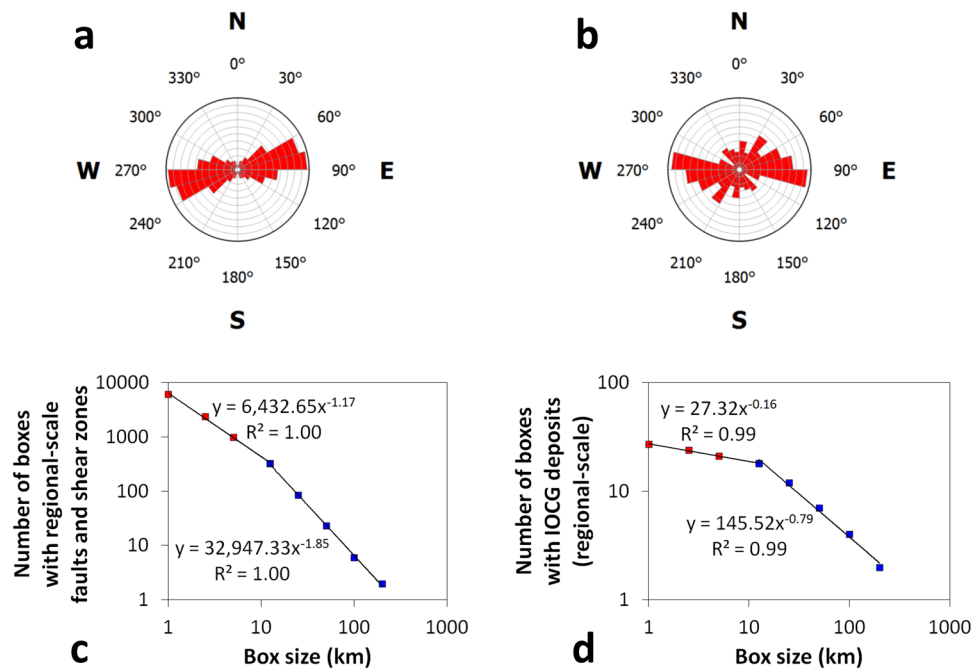 a
N
0°
30°
60°
90°
120°
150°
180°
210°
240°
270°
300°
330°
W
E
S
b
N
0°
30°
60°
90°
120°
150°
180°
210°
240°
270°
300°
330°
W
E
S
Number of boxes
with regional-scale
faults and shear zones
10000
1000
100
10
1
y = 6,432.65x^-1.17
R² = 1.00
y = 32,947.33x^-1.85
R² = 1.00
1 10 100 1000
Box size (km)
c
Number of boxes
with IOCG deposits
(regional-scale)
100
10
1
y = 27.32x^-0.16
R² = 0.99
y = 145.52x^-0.79
R² = 0.99
1 10 100 1000
Box size (km)
d